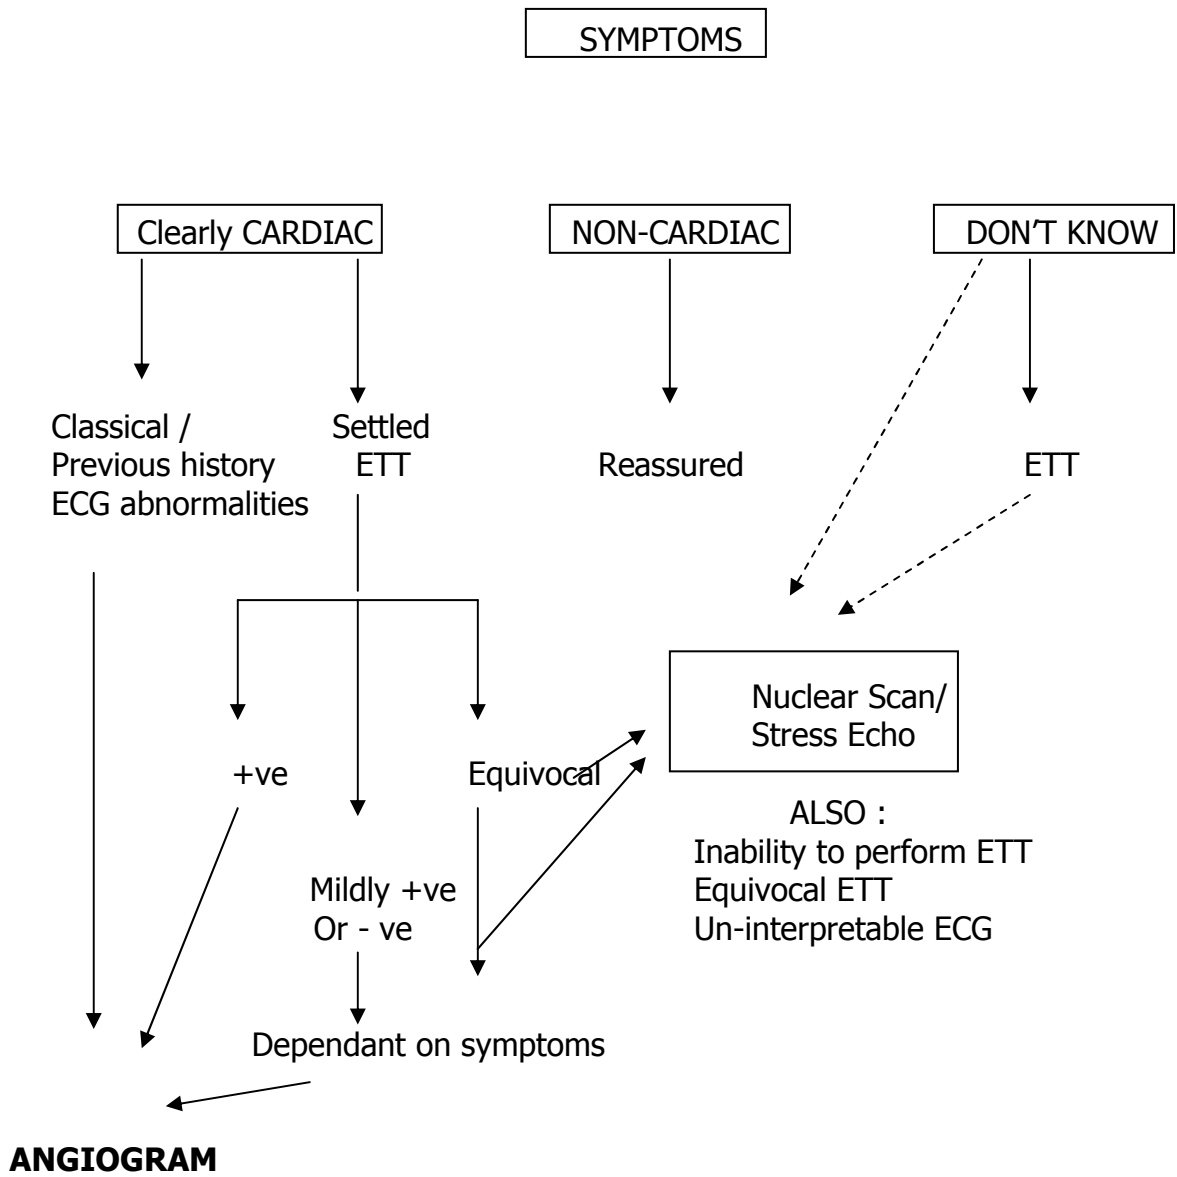 SYMPTOMS
Clearly CARDIAC
NON-CARDIAC
DON'T KNOW
Classical /
Previous history
ECG abnormalities
Settled
ETT
Reassured
ETT
Nuclear Scan/
Stress Echo
+ve
Equivocal
ALSO :
Inability to perform ETT
Equivocal ETT
Un-interpretable ECG
Mildly +ve
Or - ve
Dependant on symptoms
ANGIOGRAM